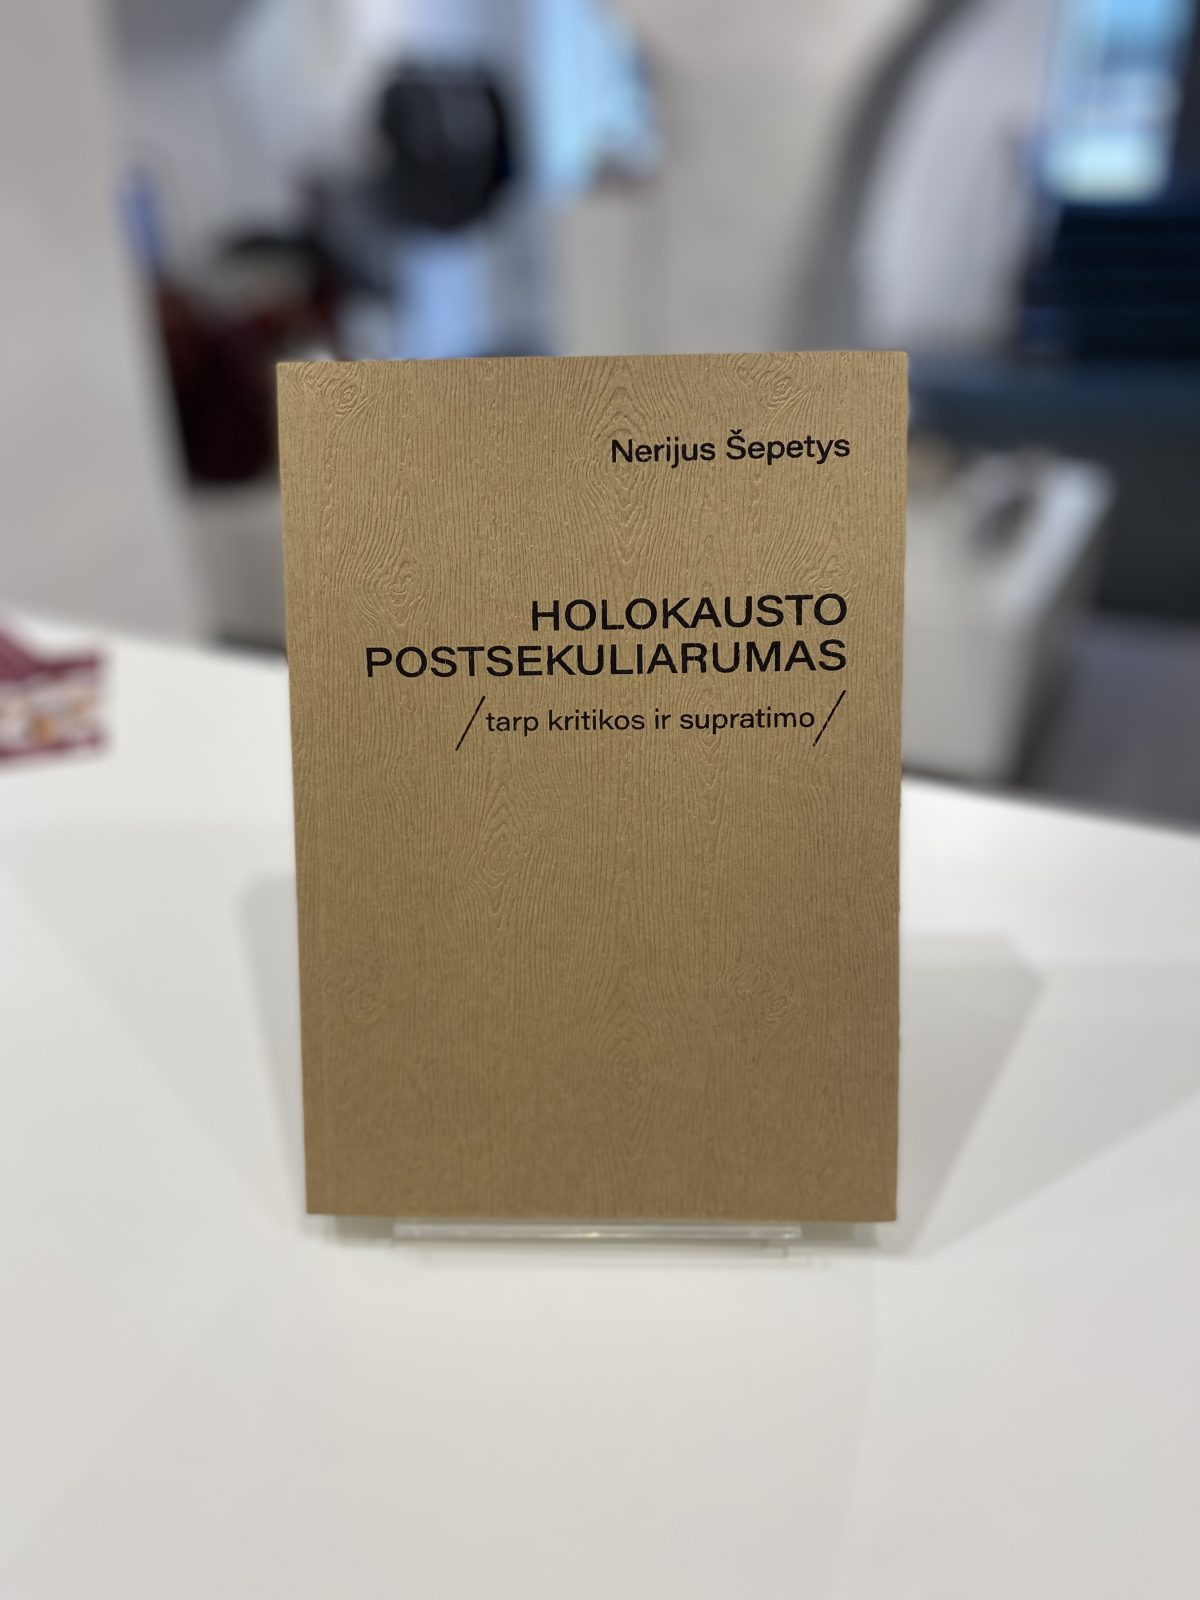 Nerijus Šepetys
HOLOKAUSTO
POSTSEKULIARUMAS
/tarp kritikos ir supratimo/